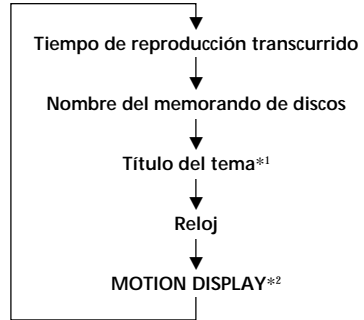 Tiempo de reproducción transcurrido
Nombre del memorando de discos
Título del tema*1
Reloj
MOTION DISPLAY*2